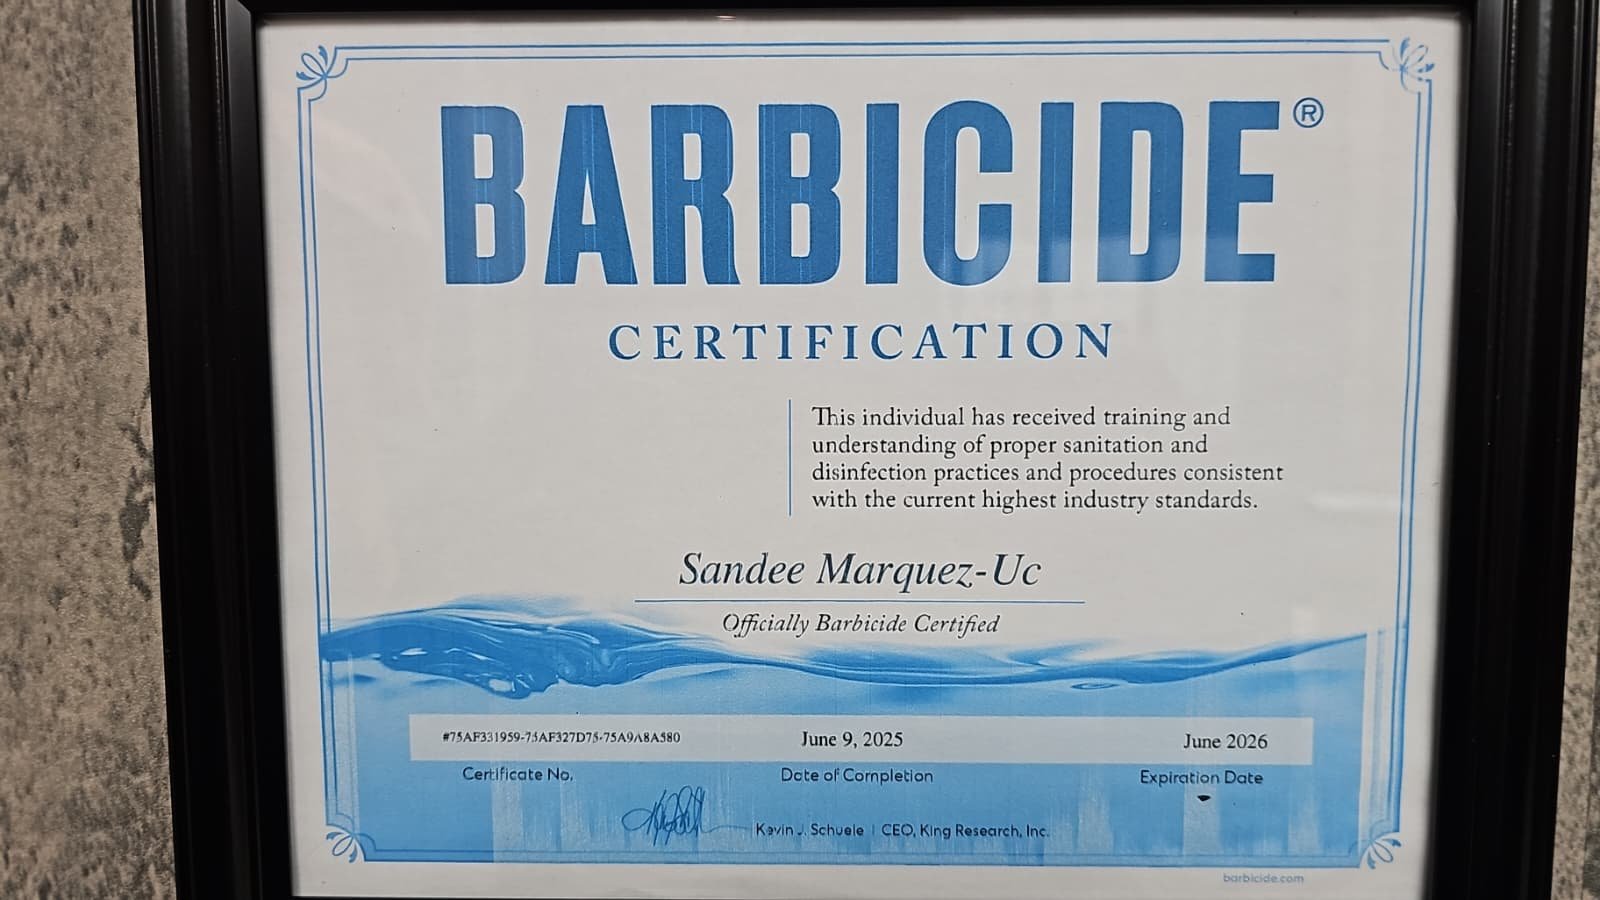 BARBICIDE®
CERTIFICATION
This individual has received training and
understanding of proper sanitation and
disinfection practices and procedures consistent
with the current highest industry standards.
Sandee Marquez-Uc
Officially Barbicide Certified
#75AF331959-75AF327D75-75A9A8A580
June 9, 2025
June 2026
Certificate No.
Date of Completion
Expiration Date
Kevin J. Schuele | CEO, King Research, Inc.
barbicide.com